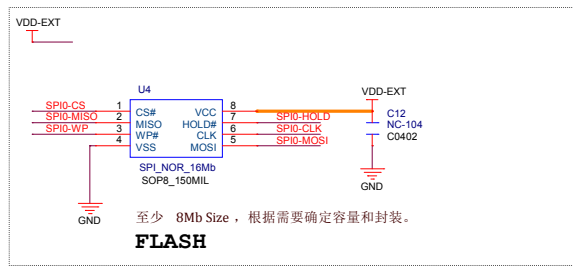 VDD-EXT
U4
VDD-EXT
SPI0-CS 1 CS# VCC 8
SPI0-MISO 2 MISO HOLD# 7 SPI0-HOLD
SPI0-WP 3 WP# CLK 6 SPI0-CLK
4 VSS MOSI 5 SPI0-MOSI
C12
NC-104
C0402
SPI_NOR_16Mb
SOP8_150MIL
GND
GND
至少 8Mb Size ，根据需要确定容量和封装。
FLASH